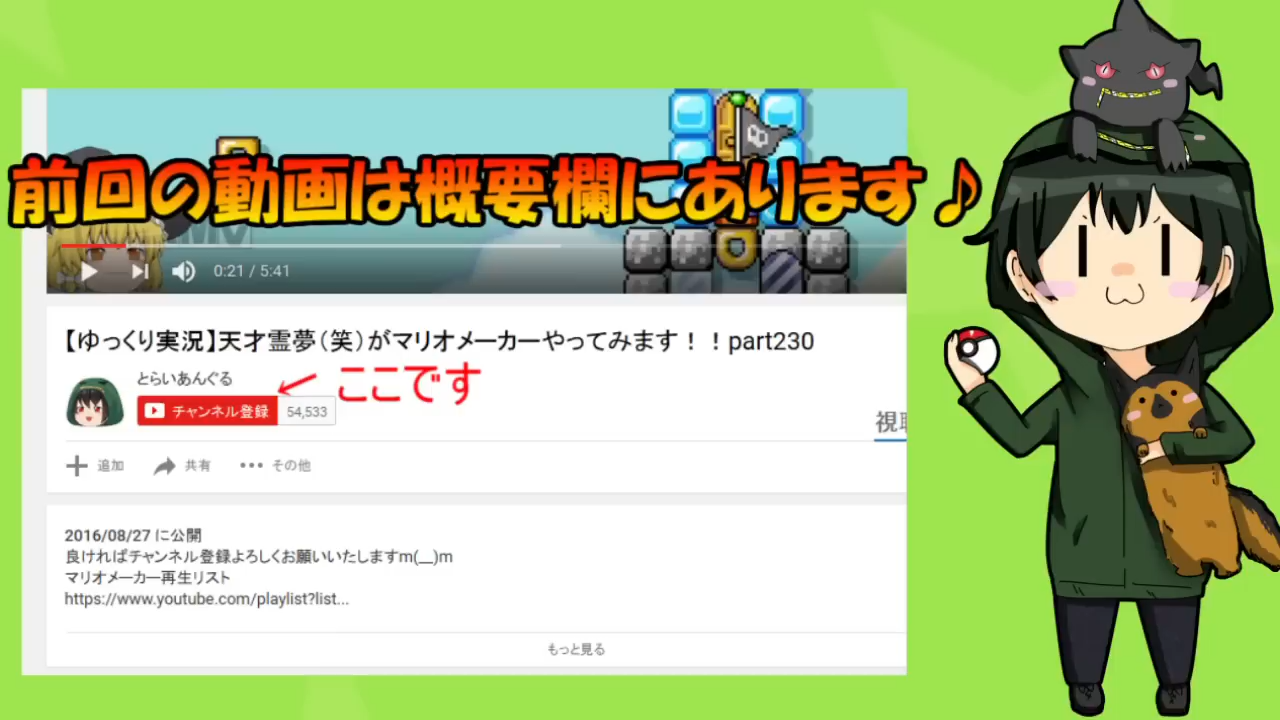 前回の動画は概要欄にあります♪
0:21 / 5:41
【ゆっくり実況】天才霊夢（笑）がマリオメーカーやってみます！！part230
とらいあんぐる
チャンネル登録 54,533
ここです
視聴
追加 共有 その他
2016/08/27 に公開
良ければチャンネル登録よろしくお願いいたしますm(__)m
マリオメーカー再生リスト
https://www.youtube.com/playlist?list...
もっと見る